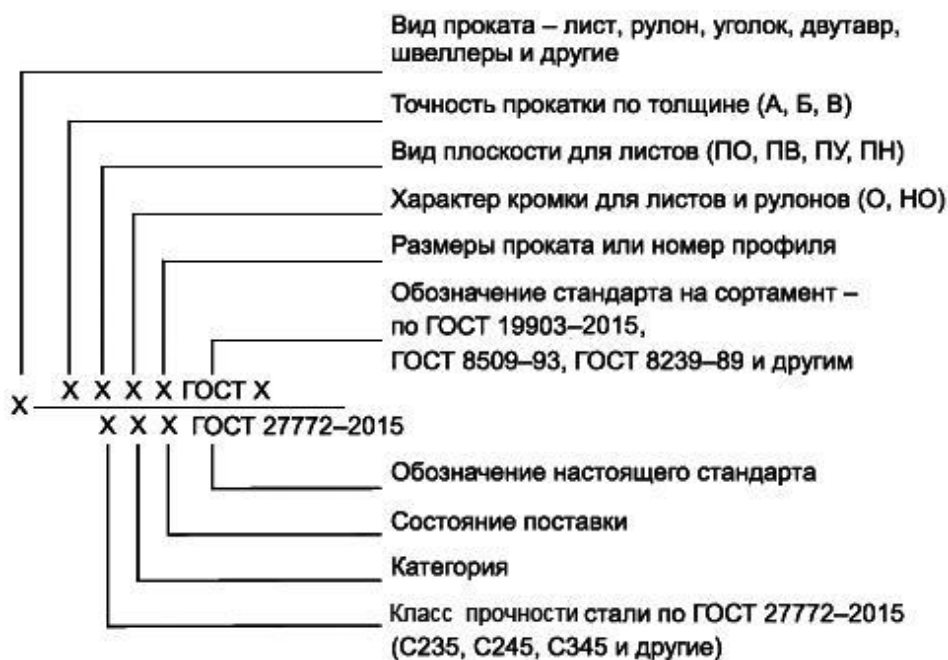 Вид проката – лист, рулон, уголок, двутавр,
швеллеры и другие
Точность прокатки по толщине (А, Б, В)
Вид плоскости для листов (ПО, ПВ, ПУ, ПН)
Характер кромки для листов и рулонов (О, НО)
Размеры проката или номер профиля
Обозначение стандарта на сортамент –
по ГОСТ 19903–2015,
ГОСТ 8509–93, ГОСТ 8239–89 и другим
Х Х Х Х Х ГОСТ Х
Х Х Х ГОСТ 27772–2015
Обозначение настоящего стандарта
Состояние поставки
Категория
Класс прочности стали по ГОСТ 27772–2015
(С235, С245, С345 и другие)